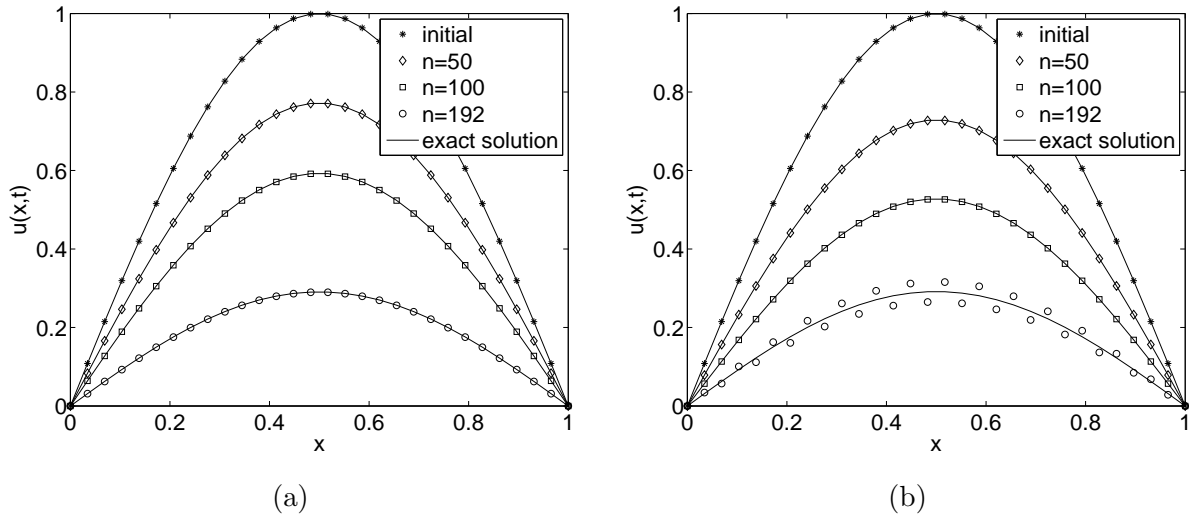 1
0.8
0.6
0.4
0.2
0
u(x,t)
0 0.2 0.4 0.6 0.8 1
x
initial
n=50
n=100
n=192
exact solution
(a)
1
0.8
0.6
0.4
0.2
0
u(x,t)
0 0.2 0.4 0.6 0.8 1
x
initial
n=50
n=100
n=192
exact solution
(b)